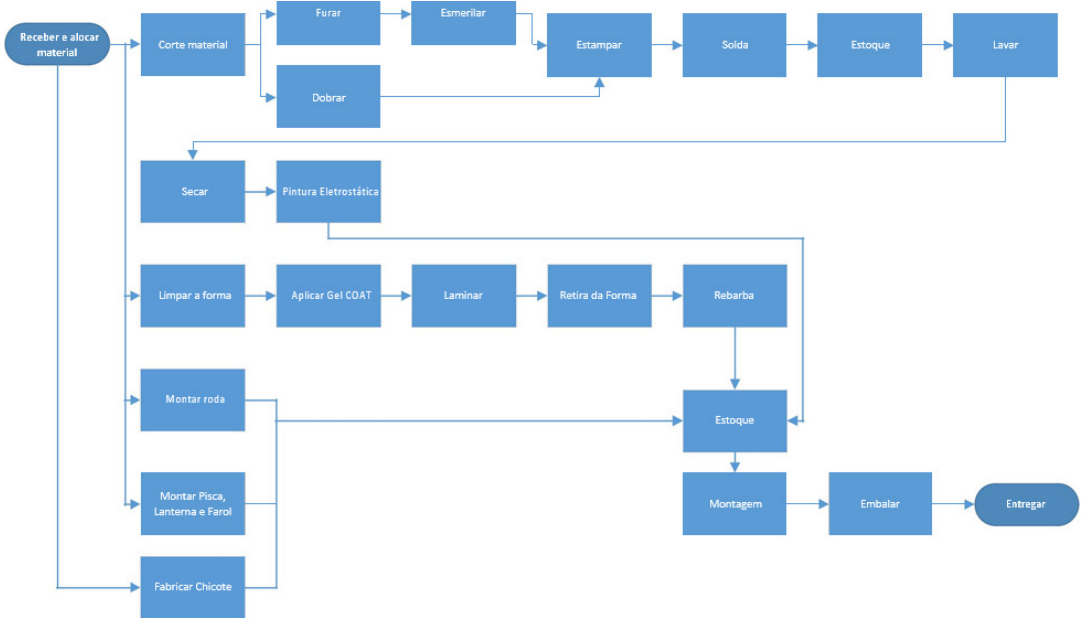 Receber e alocar
material
Corte material
Furar
Esmerilar
Dobrar
Estampar
Solda
Estoque
Lavar
Secar
Pintura Eletrostática
Limpar a forma
Aplicar Gel COAT
Laminar
Retira da Forma
Rebarba
Montar roda
Estoque
Montar Pisca,
Lanterna e Farol
Montagem
Embalar
Entregar
Fabricar Chicote